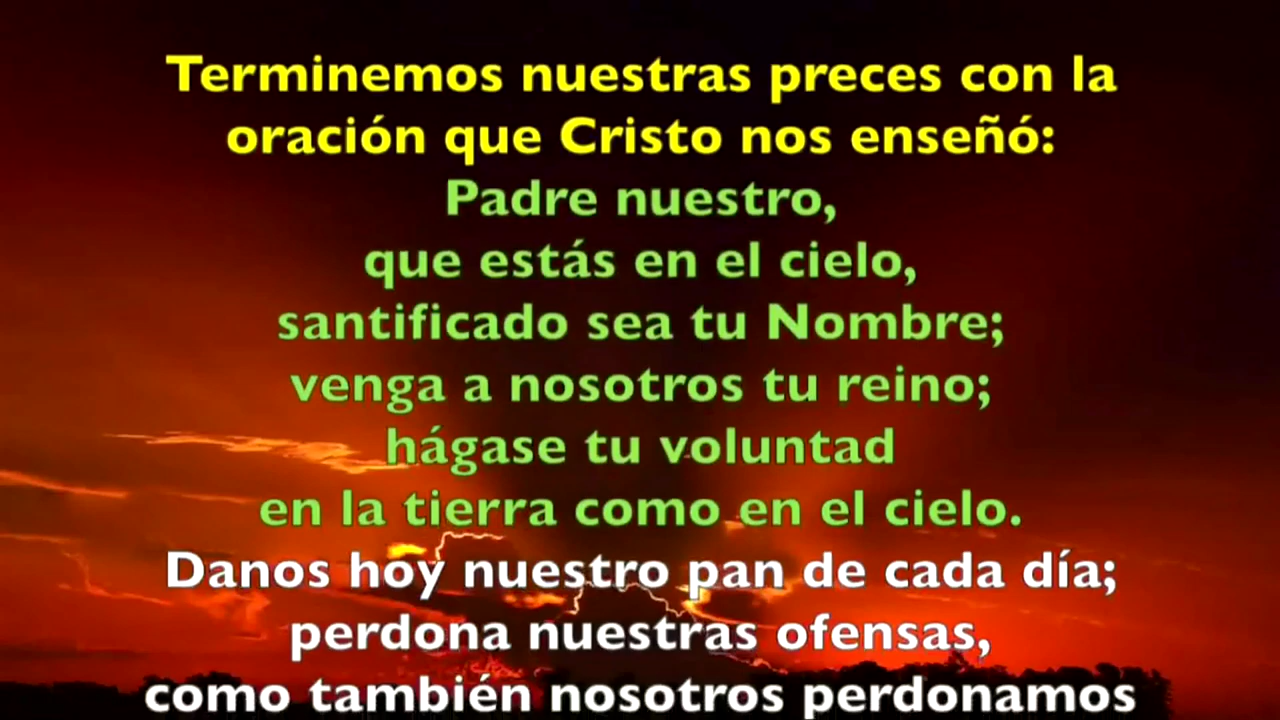 Terminemos nuestras preces con la
oración que Cristo nos enseñó:
Padre nuestro,
que estás en el cielo,
santificado sea tu Nombre;
venga a nosotros tu reino;
hágase tu voluntad
en la tierra como en el cielo.
Danos hoy nuestro pan de cada día;
perdona nuestras ofensas,
como también nosotros perdonamos